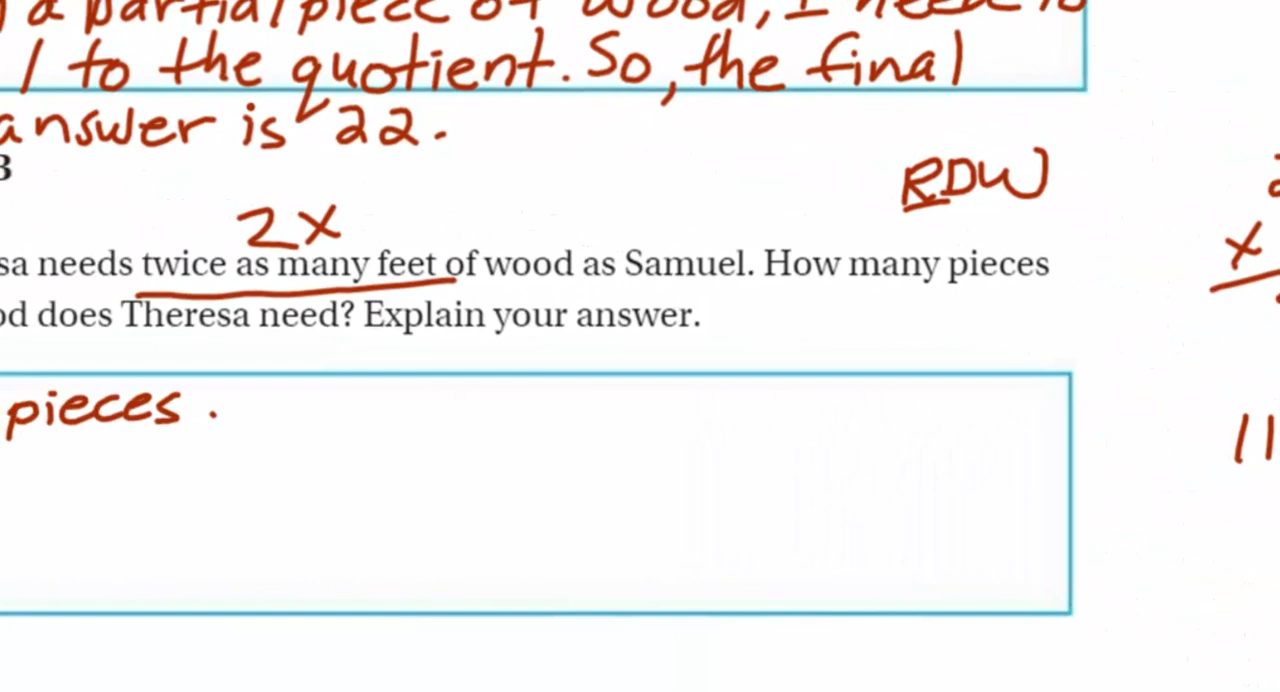 a partial piece of wood, I need to
1 to the quotient. So, the final
answer is 22.
3
RDW
2x
sa needs twice as many feet of wood as Samuel. How many pieces
x
od does Theresa need? Explain your answer.
pieces.
11